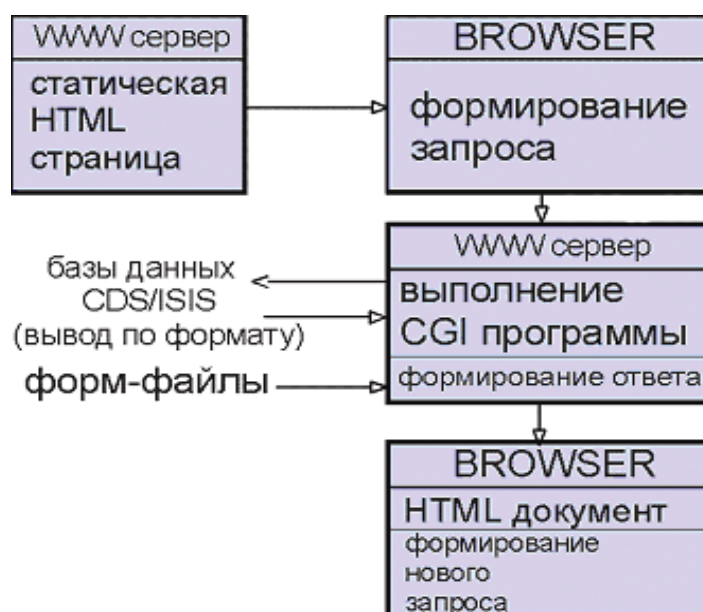 WWW сервер
статическая
HTML
страница
BROWSER
формирование
запроса
WWW сервер
выполнение
CGI программы
формирование ответа
базы данных
CDS/ISIS
(вывод по формату)
форм-файлы
BROWSER
HTML документ
формирование
нового
запроса